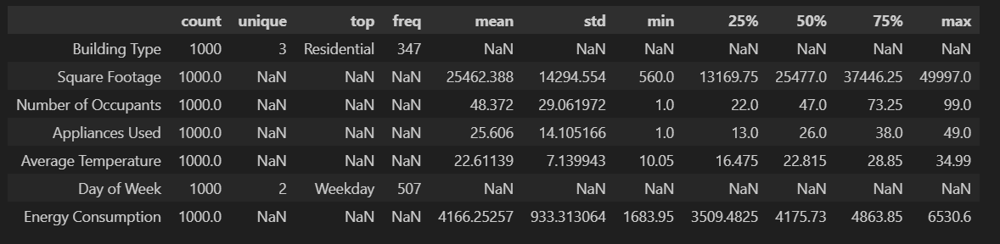 count unique top freq mean std min 25% 50% 75% max
Building Type 1000 3 Residential 347 NaN NaN NaN NaN NaN NaN NaN
Square Footage 1000.0 NaN NaN NaN 25462.388 14294.554 560.0 13169.75 25477.0 37446.25 49997.0
Number of Occupants 1000.0 NaN NaN NaN 48.372 29.061972 1.0 22.0 47.0 73.25 99.0
Appliances Used 1000.0 NaN NaN NaN 25.606 14.105166 1.0 13.0 26.0 38.0 49.0
Average Temperature 1000.0 NaN NaN NaN 22.61139 7.139943 10.05 16.475 22.815 28.85 34.99
Day of Week 1000 2 Weekday 507 NaN NaN NaN NaN NaN NaN NaN
Energy Consumption 1000.0 NaN NaN NaN 4166.25257 933.313064 1683.95 3509.4825 4175.73 4863.85 6530.6